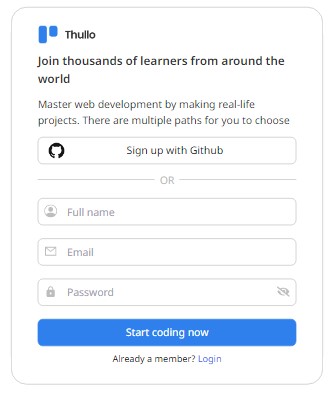 Thullo
Join thousands of learners from around the
world
Master web development by making real-life
projects. There are multiple paths for you to choose
Sign up with Github
OR
Full name
Email
Password
Start coding now
Already a member? Login